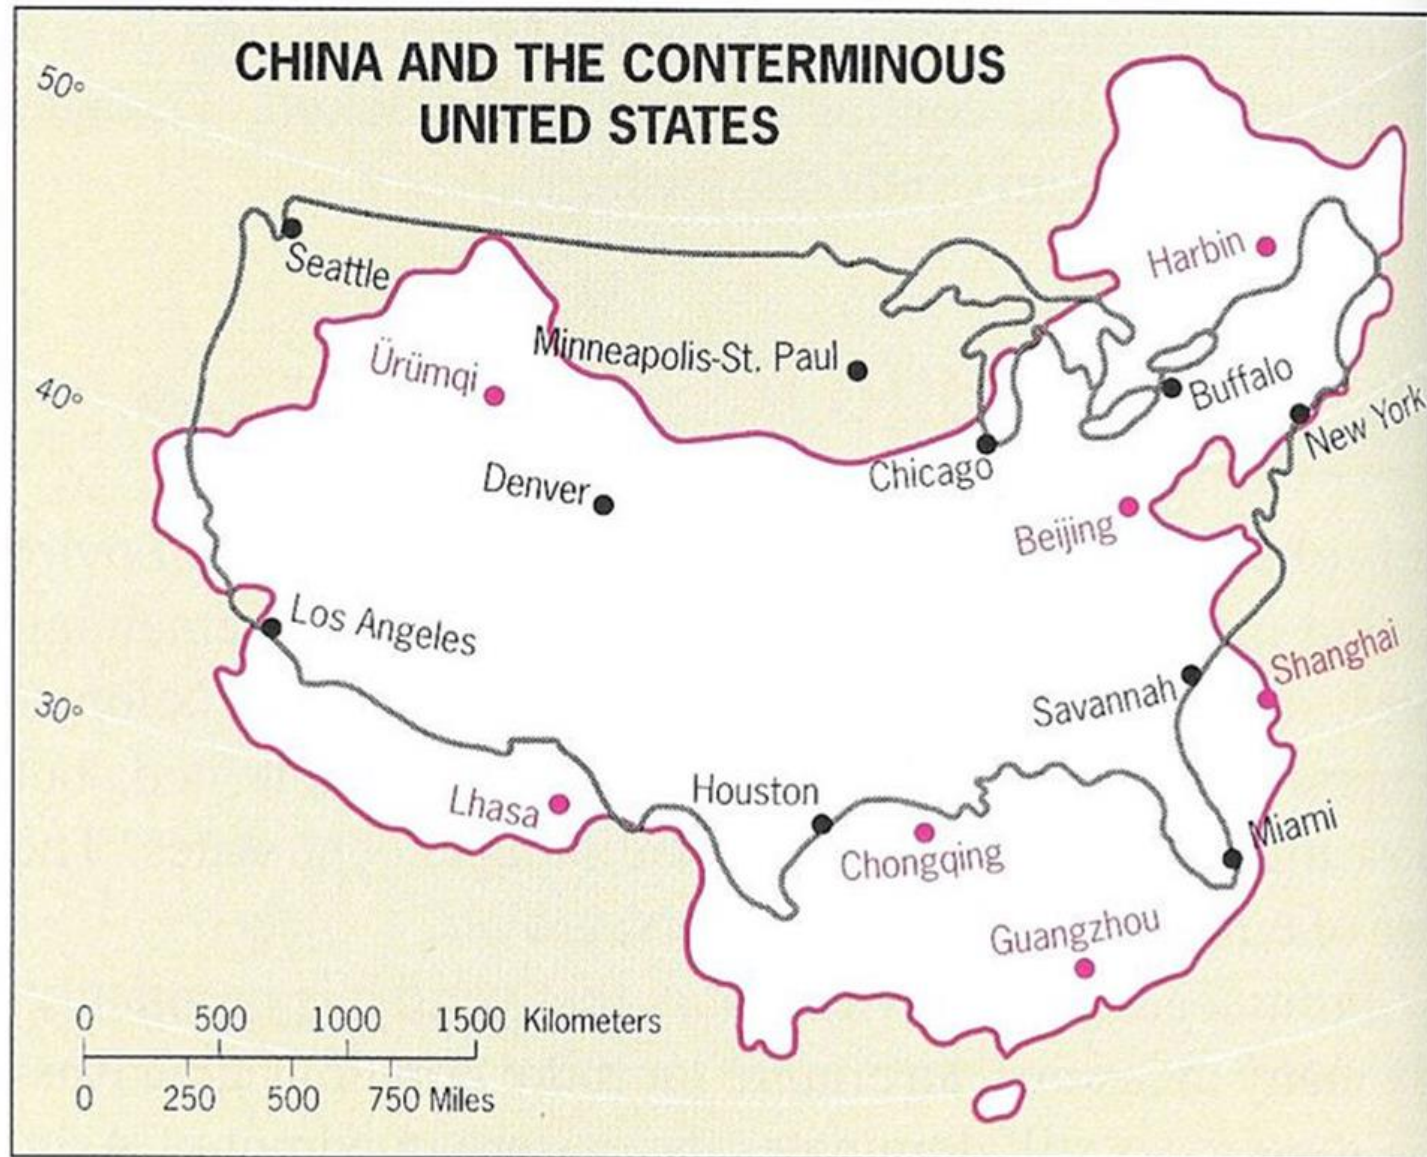 CHINA AND THE CONTERMINOUS
UNITED STATES
50°
Seattle
Harbin
Minneapolis-St. Paul
Ürümqi
40°
Buffalo
New York
Chicago
Denver
Beijing
Los Angeles
Shanghai
Savannah
30°
Houston
Lhasa
Miami
Chongqing
Guangzhou
0 500 1000 1500 Kilometers
0 250 500 750 Miles